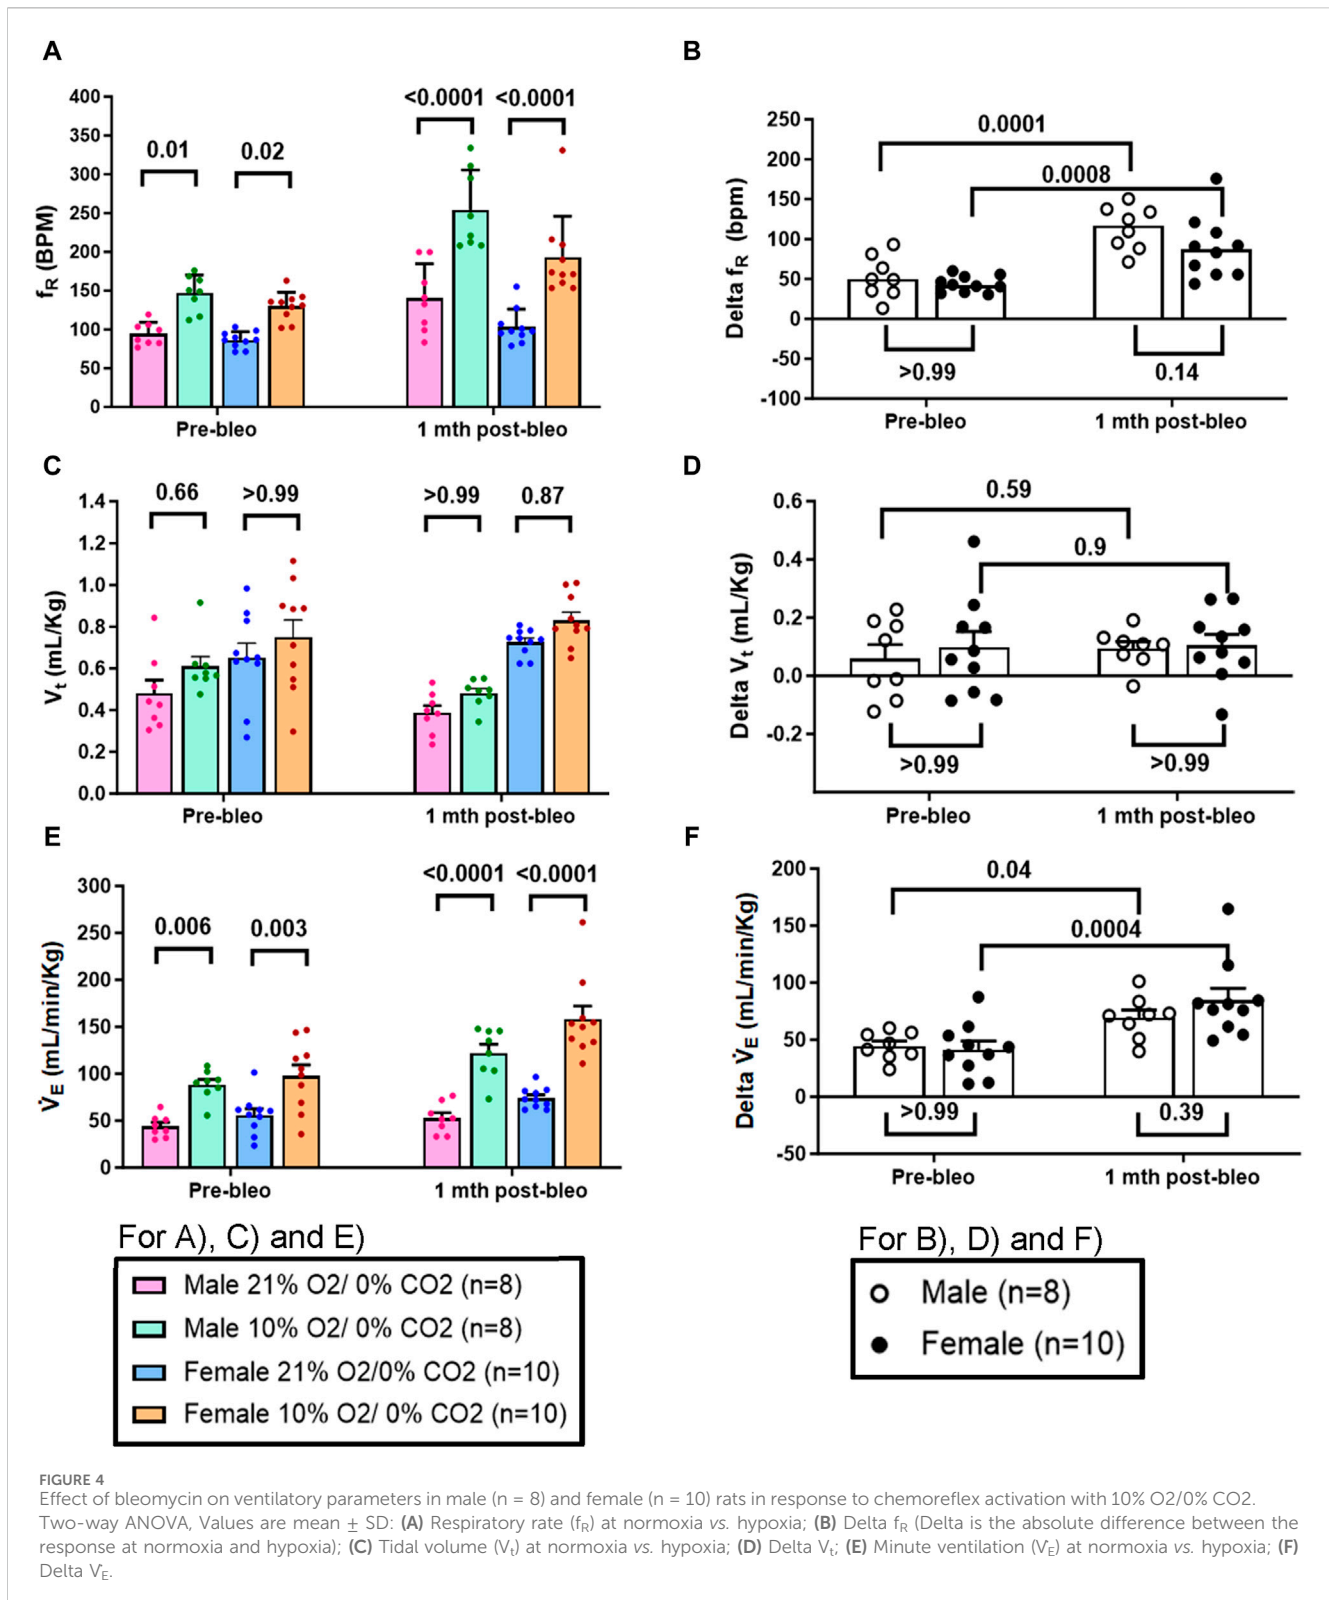 A
400
350
300
250
200
150
100
50
0
fR (BPM)
0.01
0.02
<0.0001
<0.0001
Pre-bleo
1 mth post-bleo
B
250
200
150
100
50
0
-50
-100
Delta fR (bpm)
0.0001
0.0008
>0.99
0.14
Pre-bleo
1 mth post-bleo
C
1.4
1.2
1.0
0.8
0.6
0.4
0.2
0.0
Vt (mL/Kg)
0.66
>0.99
>0.99
0.87
Pre-bleo
1 mth post-bleo
D
0.6
0.4
0.2
0.0
-0.2
Delta Vt (mL/Kg)
0.59
0.9
>0.99
>0.99
Pre-bleo
1 mth post-bleo
E
300
250
200
150
100
50
0
V̇E (mL/min/Kg)
0.006
0.003
<0.0001
<0.0001
Pre-bleo
1 mth post-bleo
F
200
150
100
50
0
-50
Delta V̇E (mL/min/Kg)
0.04
0.0004
>0.99
0.39
Pre-bleo
1 mth post-bleo
For A), C) and E)
Male 21% O2/ 0% CO2 (n=8)
Male 10% O2/ 0% CO2 (n=8)
Female 21% O2/0% CO2 (n=10)
Female 10% O2/ 0% CO2 (n=10)
For B), D) and F)
Male (n=8)
Female (n=10)
FIGURE 4
Effect of bleomycin on ventilatory parameters in male (n = 8) and female (n = 10) rats in response to chemoreflex activation with 10% O2/0% CO2.
Two-way ANOVA, Values are mean ± SD: (A) Respiratory rate (fR) at normoxia vs. hypoxia; (B) Delta fR (Delta is the absolute difference between the
response at normoxia and hypoxia); (C) Tidal volume (Vt) at normoxia vs. hypoxia; (D) Delta Vt; (E) Minute ventilation (V̇E) at normoxia vs. hypoxia; (F)
Delta V̇E.